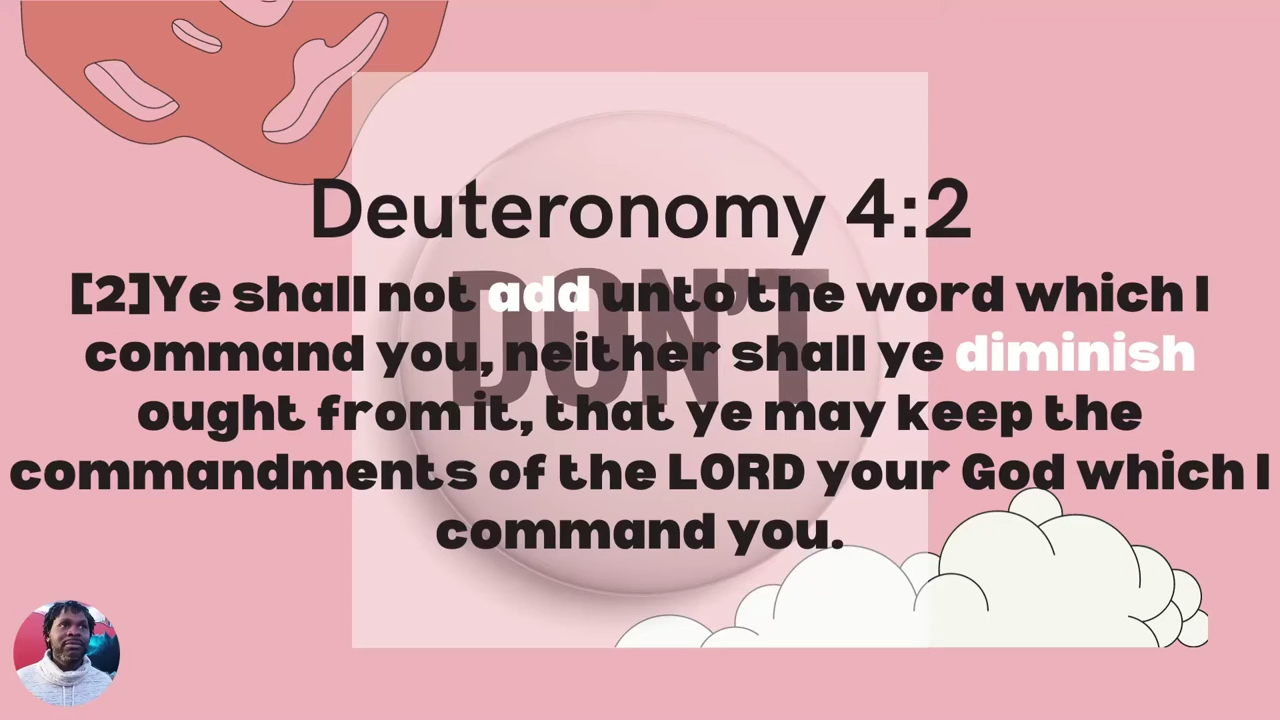 Deuteronomy 4:2
[2]Ye shall not add unto the word which I
command you, neither shall ye diminish
ought from it, that ye may keep the
commandments of the LORD your God which I
command you.
DON'T